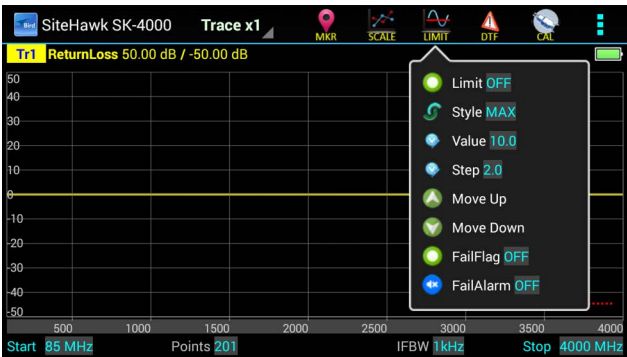 Bird SiteHawk SK-4000 Trace x1 MKR SCALE LIMIT DTF CAL
Tr1 ReturnLoss 50.00 dB / -50.00 dB
50
40
30
20
10
0
-10
-20
-30
-40
-50
Limit OFF
Style MAX
Value 10.0
Step 2.0
Move Up
Move Down
FailFlag OFF
FailAlarm OFF
500 1000 1500 2000 2500 3000 3500 4000
Start 85 MHz Points 201 IFBW 1kHz Stop 4000 MHz